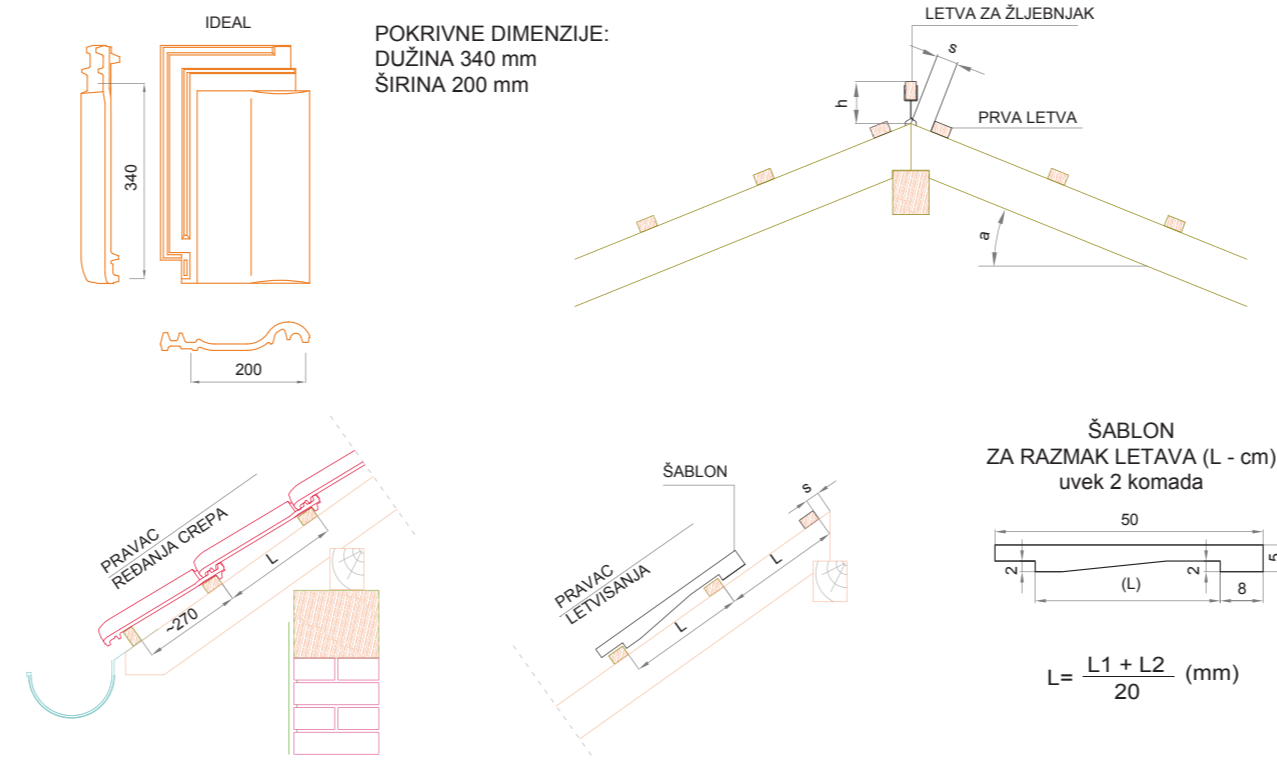 IDEAL
POKRIVNE DIMENZIJE:
DUŽINA 340 mm
ŠIRINA 200 mm
340
200
LETVA ZA ŽLJEBNJAK
s
h
PRVA LETVA
a
PRAVAC
REĐANJA CREPA
L
~270
ŠABLON
s
PRAVAC
LETVISANJA
L
L
ŠABLON
ZA RAZMAK LETAVA (L - cm)
uvek 2 komada
50
5
2
2
(L)
8
L= L1 + L2 (mm)
20